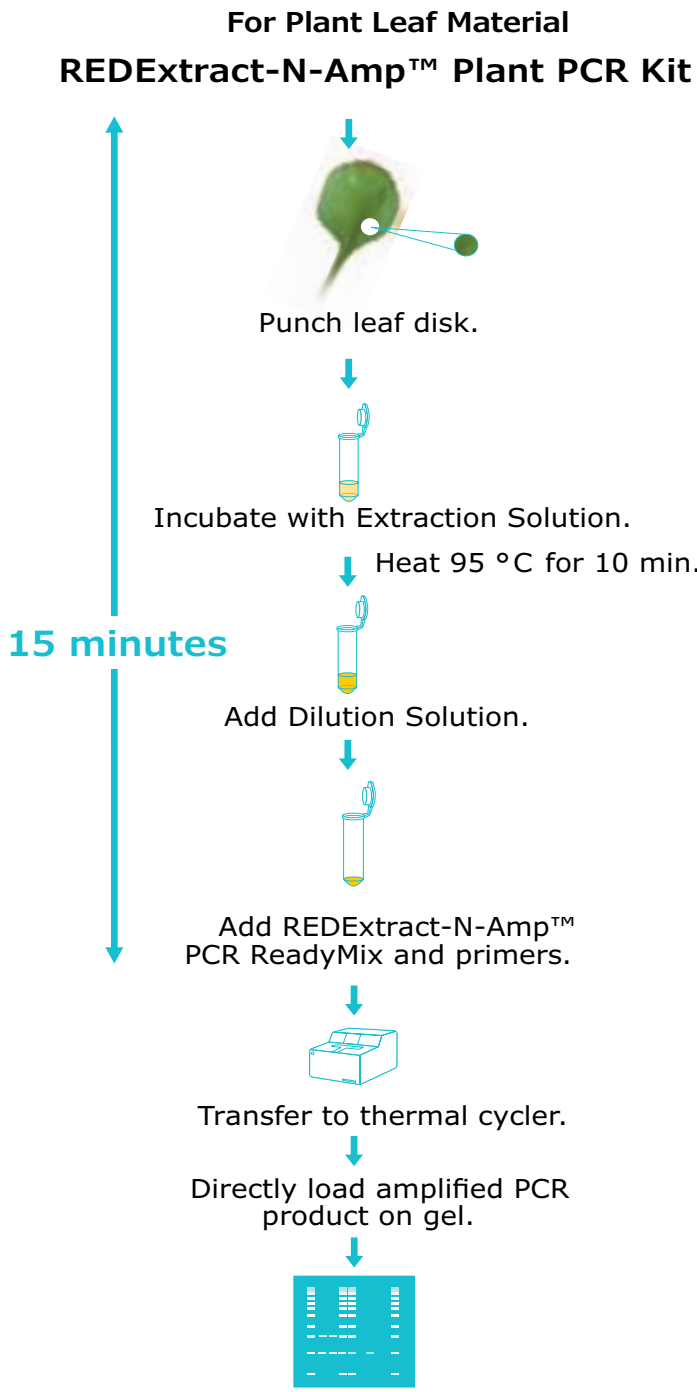 For Plant Leaf Material
REDExtract-N-Amp™ Plant PCR Kit
Punch leaf disk.
Incubate with Extraction Solution.
Heat 95 °C for 10 min.
15 minutes
Add Dilution Solution.
Add REDExtract-N-Amp™
PCR ReadyMix and primers.
Transfer to thermal cycler.
Directly load amplified PCR
product on gel.